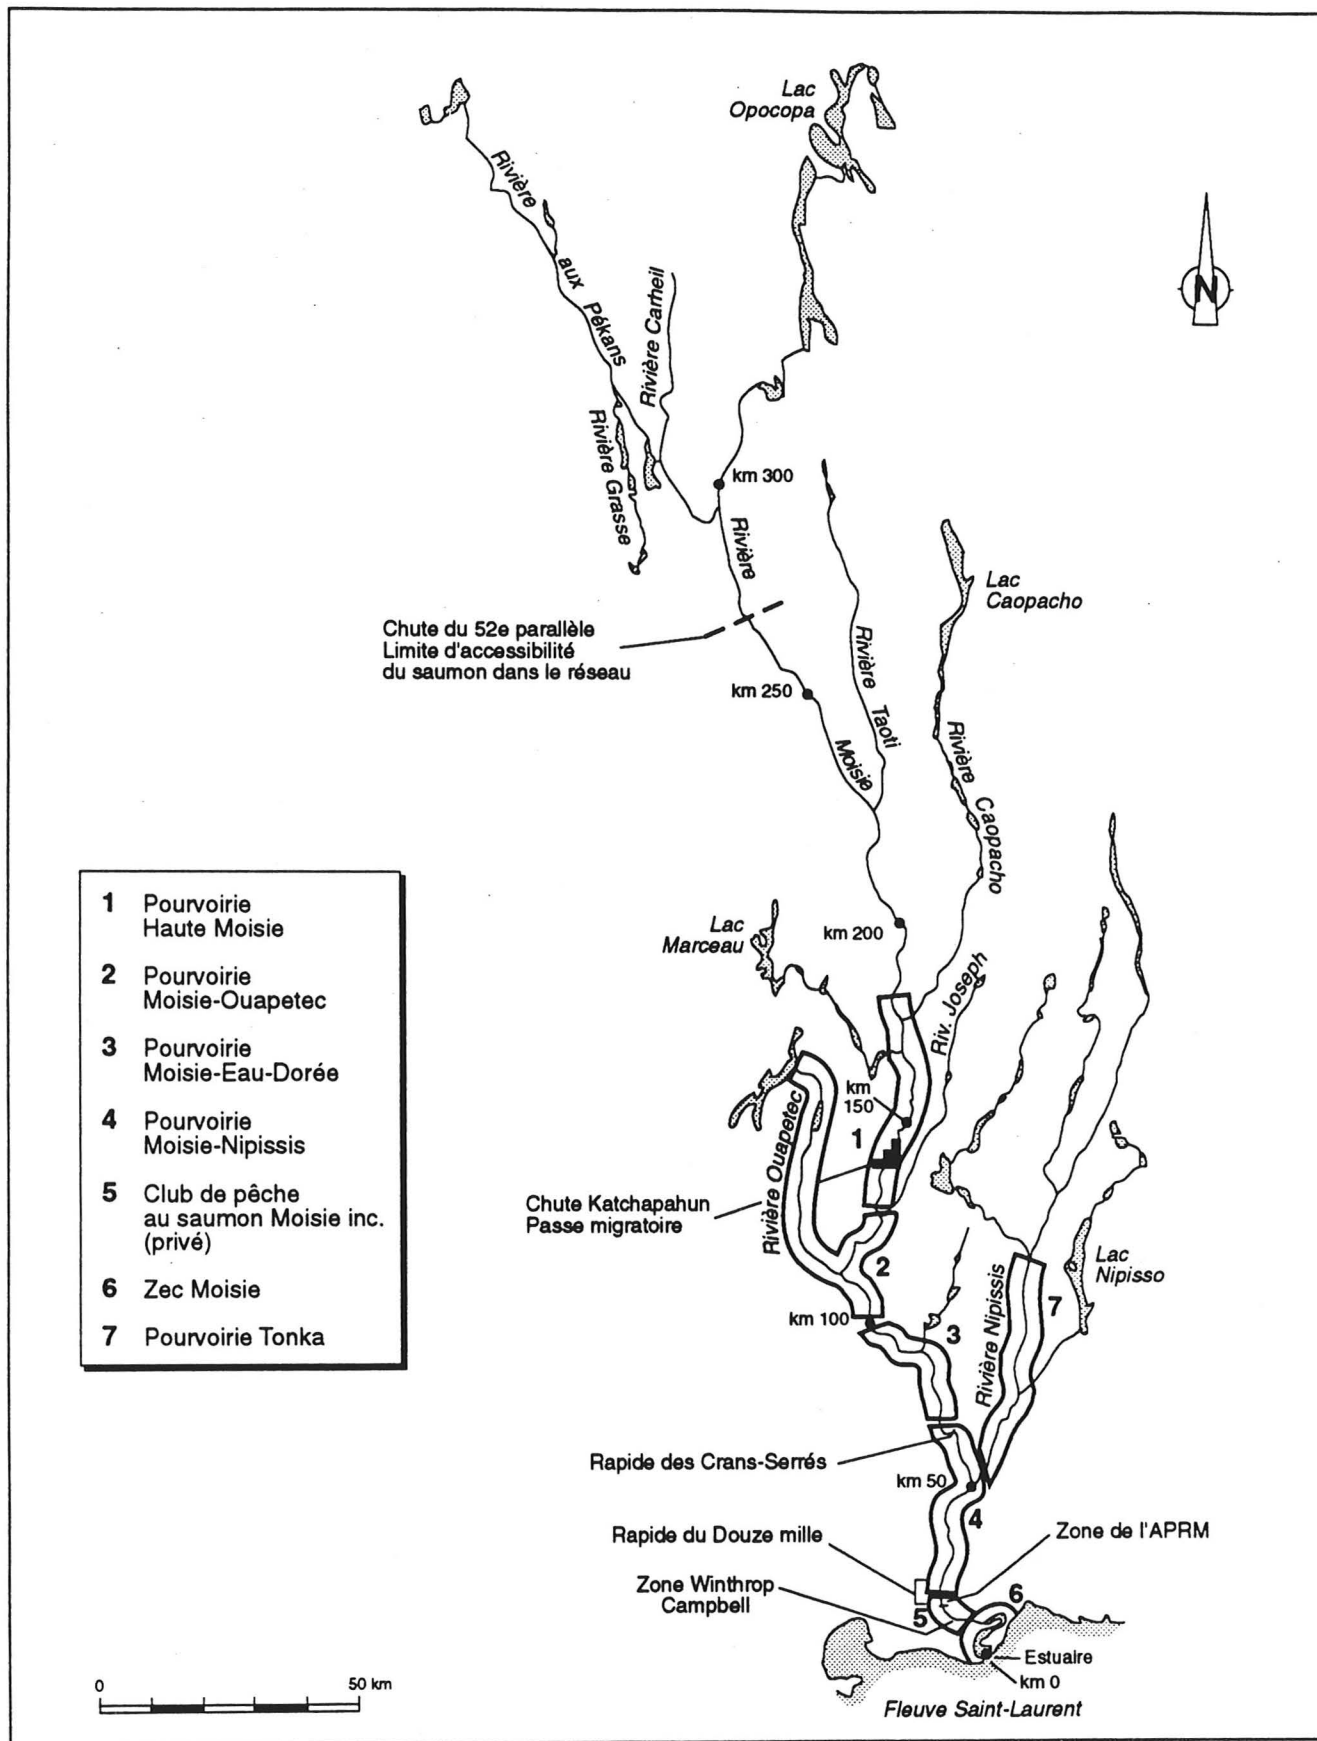 Lac
Opocopa
Rivière
aux Pékans
Rivière Carheil
Rivière Grasse
N
km 300
Rivière
Lac
Caopacho
Chute du 52e parallèle
Limite d'accessibilité
du saumon dans le réseau
Rivière Taoti
km 250
Moisie
Rivière Caopacho
1 Pourvoirie
Haute Moisie
2 Pourvoirie
Moisie-Ouapetec
3 Pourvoirie
Moisie-Eau-Dorée
4 Pourvoirie
Moisie-Nipissis
5 Club de pêche
au saumon Moisie inc.
(privé)
6 Zec Moisie
7 Pourvoirie Tonka
Lac
Marceau
km 200
Riv. Joseph
km
150
Rivière Ouapetec
1
Chute Katchapahun
Passe migratoire
2
Lac
Nipisso
Rivière Nipissis
7
km 100
3
Rapide des Crans-Serrés
km 50
4
Rapide du Douze mille
Zone de l'APRM
Zone Winthrop
Campbell
5
6
Estuaire
km 0
Fleuve Saint-Laurent
0 50 km